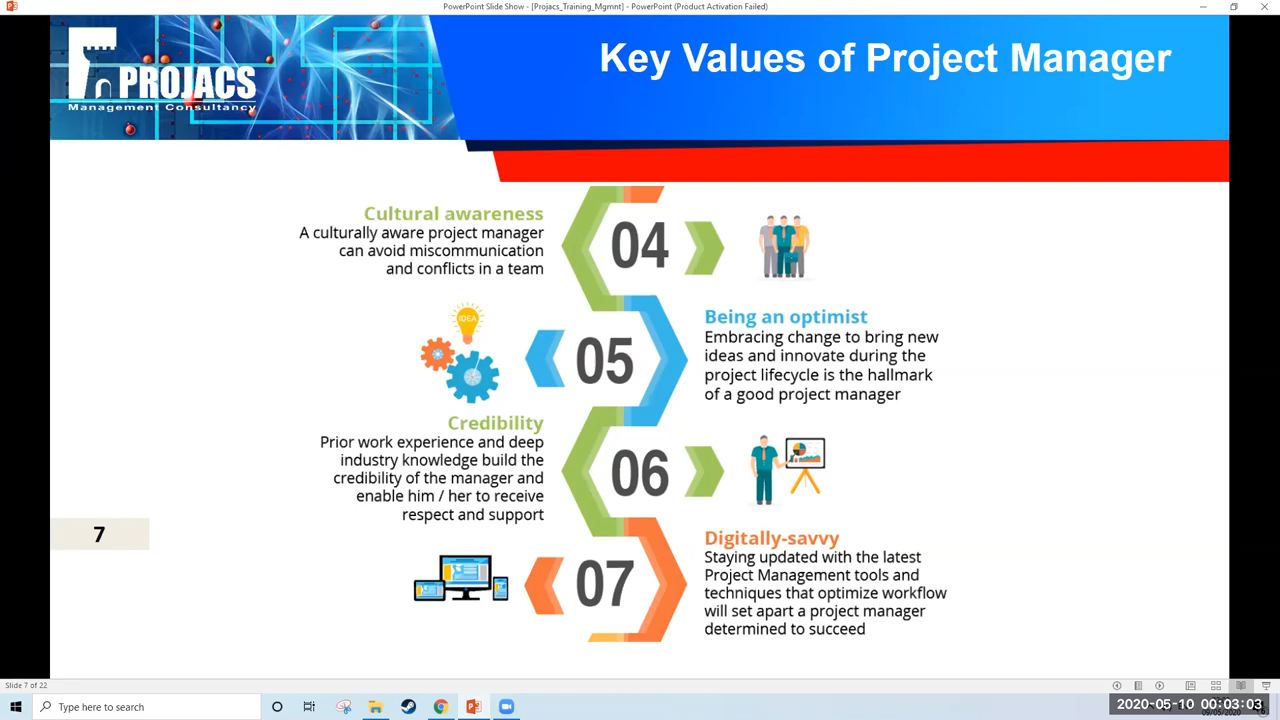 PowerPoint Slide Show - [Projacs_Training_Mgmnt] - PowerPoint (Product Activation Failed)
PROJACS
Management Consultancy
Key Values of Project Manager
Cultural awareness
A culturally aware project manager
can avoid miscommunication
and conflicts in a team
04
IDEA
05
Being an optimist
Embracing change to bring new
ideas and innovate during the
project lifecycle is the hallmark
of a good project manager
Credibility
Prior work experience and deep
industry knowledge build the
credibility of the manager and
enable him / her to receive
respect and support
06
7
07
Digitally-savvy
Staying updated with the latest
Project Management tools and
techniques that optimize workflow
will set apart a project manager
determined to succeed
Slide 7 of 22
Type here to search
2020-05-10 00:03:03